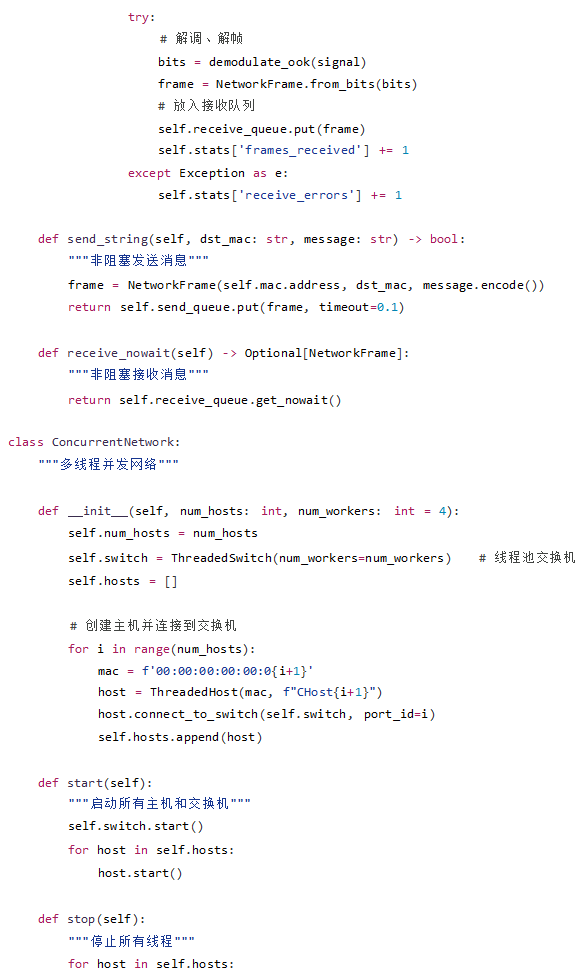 try:
# 解调、解帧
bits = demodulate_ook(signal)
frame = NetworkFrame.from_bits(bits)
# 放入接收队列
self.receive_queue.put(frame)
self.stats['frames_received'] += 1
except Exception as e:
self.stats['receive_errors'] += 1
def send_string(self, dst_mac: str, message: str) -> bool:
"""非阻塞发送消息"""
frame = NetworkFrame(self.mac.address, dst_mac, message.encode())
return self.send_queue.put(frame, timeout=0.1)
def receive_nowait(self) -> Optional[NetworkFrame]:
"""非阻塞接收消息"""
return self.receive_queue.get_nowait()
class ConcurrentNetwork:
"""多线程并发网络"""
def __init__(self, num_hosts: int, num_workers: int = 4):
self.num_hosts = num_hosts
self.switch = ThreadedSwitch(num_workers=num_workers) # 线程池交换机
self.hosts = []
# 创建主机并连接到交换机
for i in range(num_hosts):
mac = f'00:00:00:00:00:0{i+1}'
host = ThreadedHost(mac, f"CHost{i+1}")
host.connect_to_switch(self.switch, port_id=i)
self.hosts.append(host)
def start(self):
"""启动所有主机和交换机"""
self.switch.start()
for host in self.hosts:
host.start()
def stop(self):
"""停止所有线程"""
for host in self.hosts: